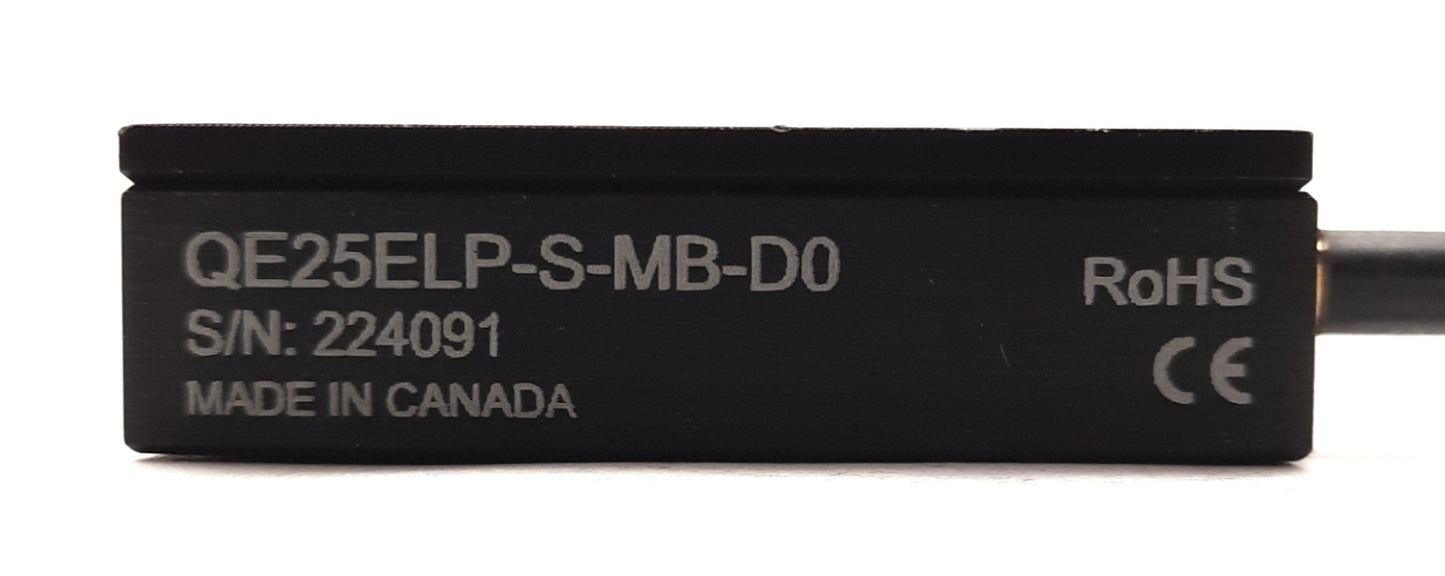 QE25ELP-S-MB-D0
S/N: 224091
MADE IN CANADA
RoHS
CE